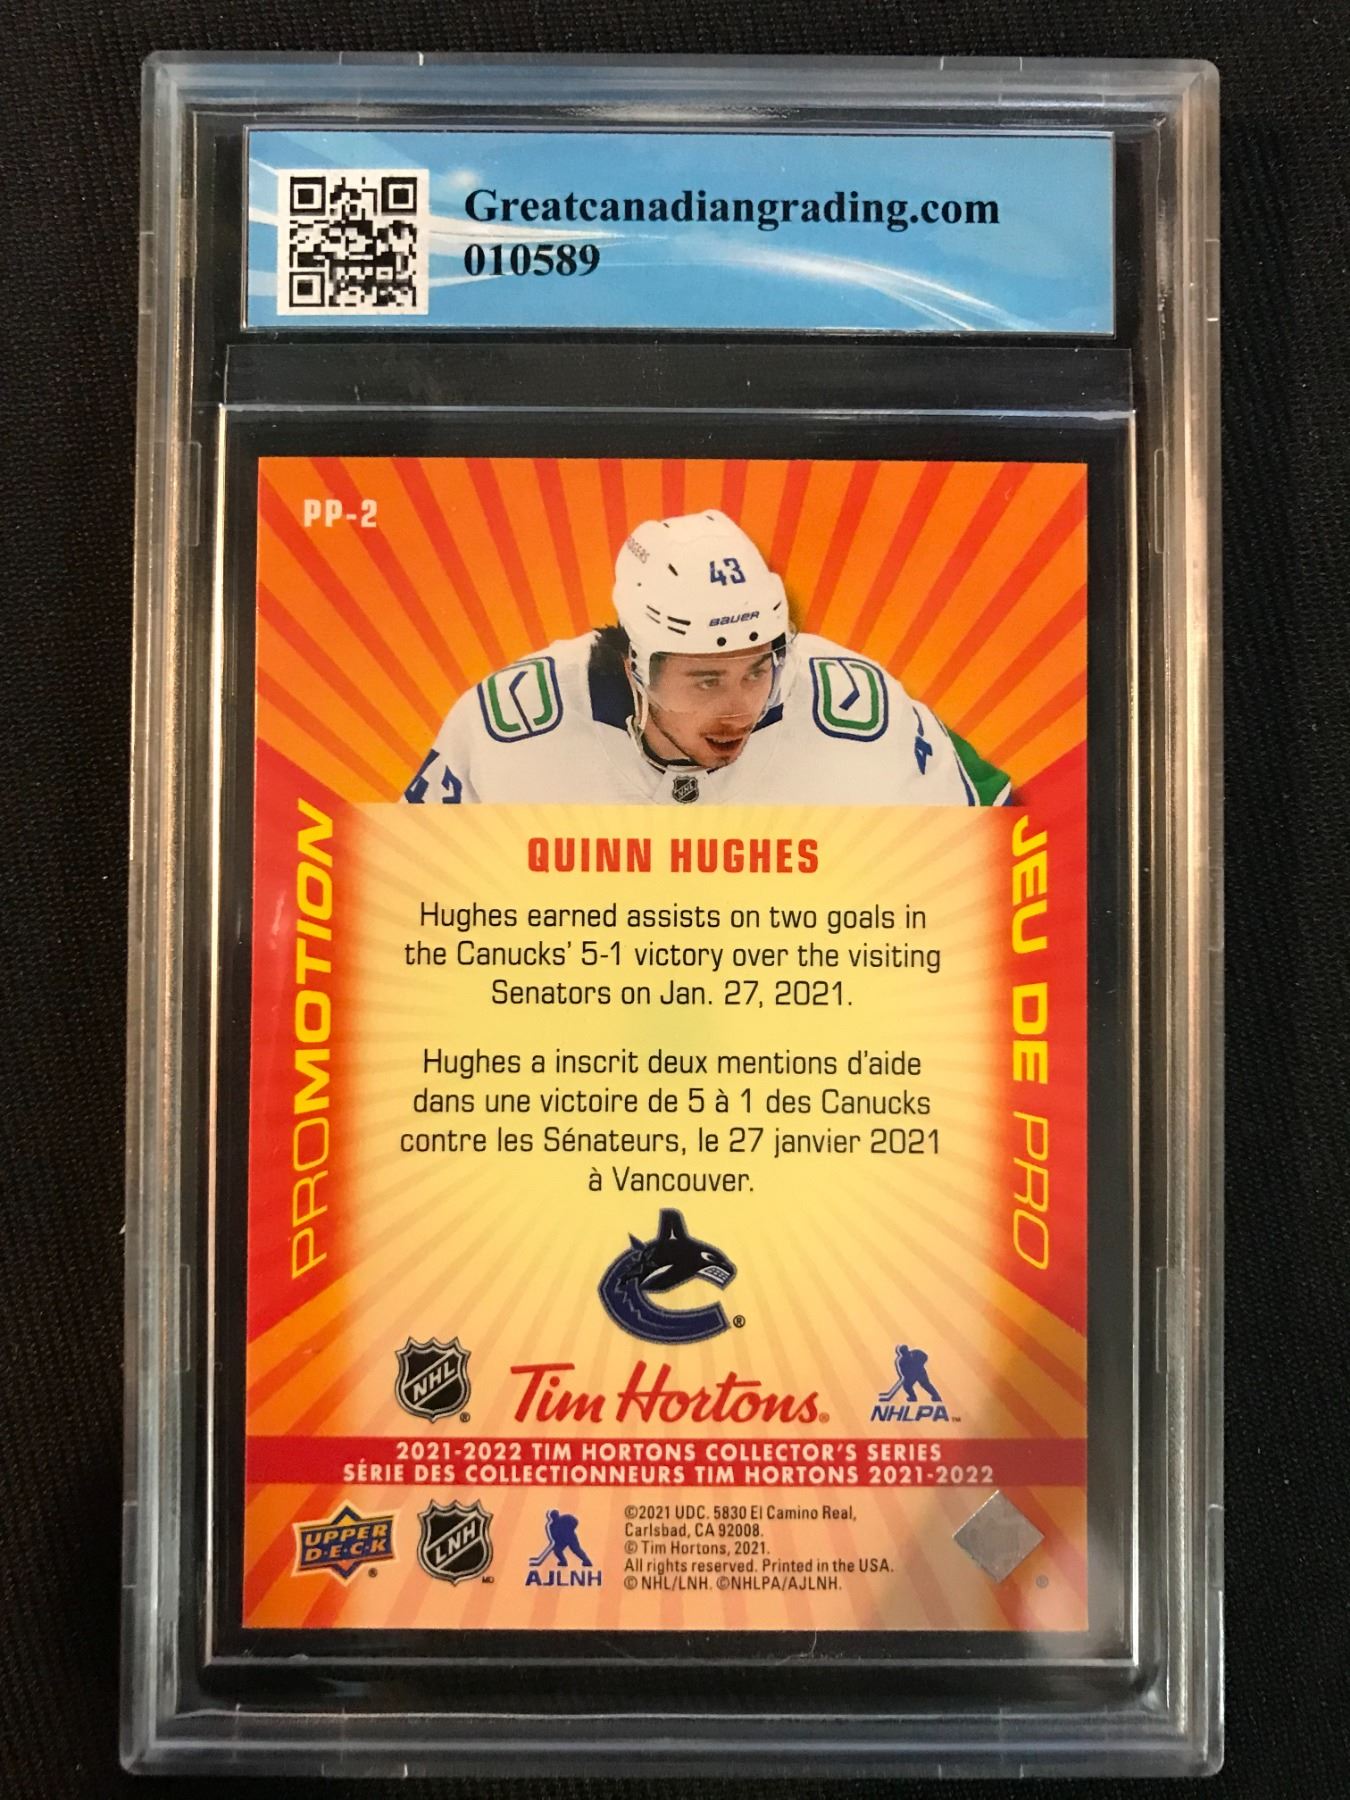 Greatcanadiangrading.com
010589
PP-2
43
BAUER
NHL
QUINN HUGHES
Hughes earned assists on two goals in
the Canucks' 5-1 victory over the visiting
Senators on Jan. 27, 2021.
Hughes a inscrit deux mentions d'aide
dans une victoire de 5 à 1 des Canucks
contre les Sénateurs, le 27 janvier 2021
à Vancouver.
PROMOTION
JEU DE PRO
®
NHL ®
Tim Hortons®
NHLPA™
2021-2022 TIM HORTONS COLLECTOR'S SERIES
SÉRIE DES COLLECTIONNEURS TIM HORTONS 2021-2022
UPPER
D·E·C·K ®
LNH MD
AJLNH
©2021 UDC. 5830 El Camino Real,
Carlsbad, CA 92008.
© Tim Hortons, 2021.
All rights reserved. Printed in the USA.
© NHL/LNH. ©NHLPA/AJLNH.
®